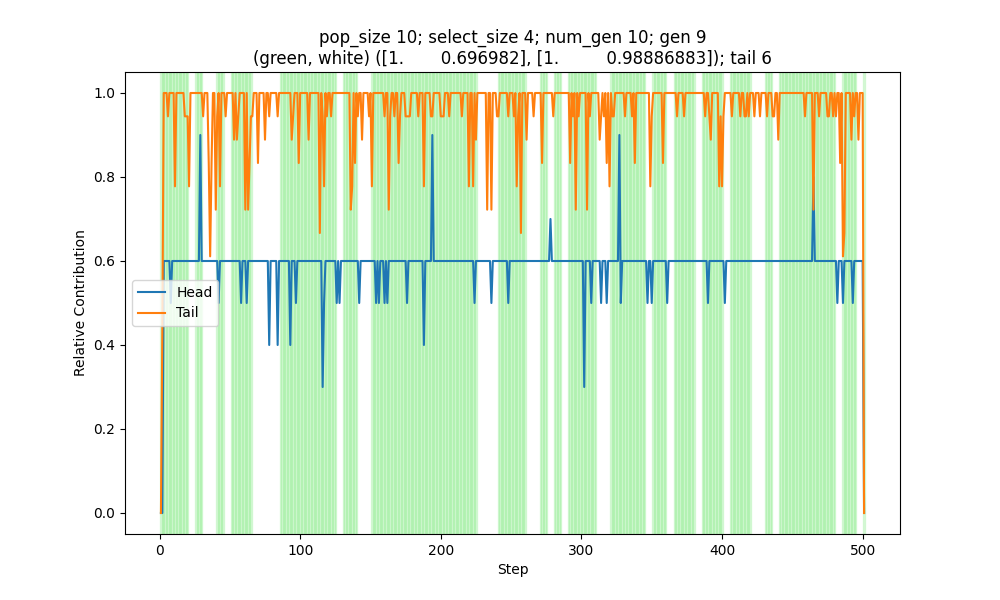 pop_size 10; select_size 4; num_gen 10; gen 9
(green, white) ([1.        0.696982], [1.          0.98886883]); tail 6
1.0
0.8
0.6
0.4
0.2
0.0
Relative Contribution
Head
Tail
0
100
200
300
400
500
Step